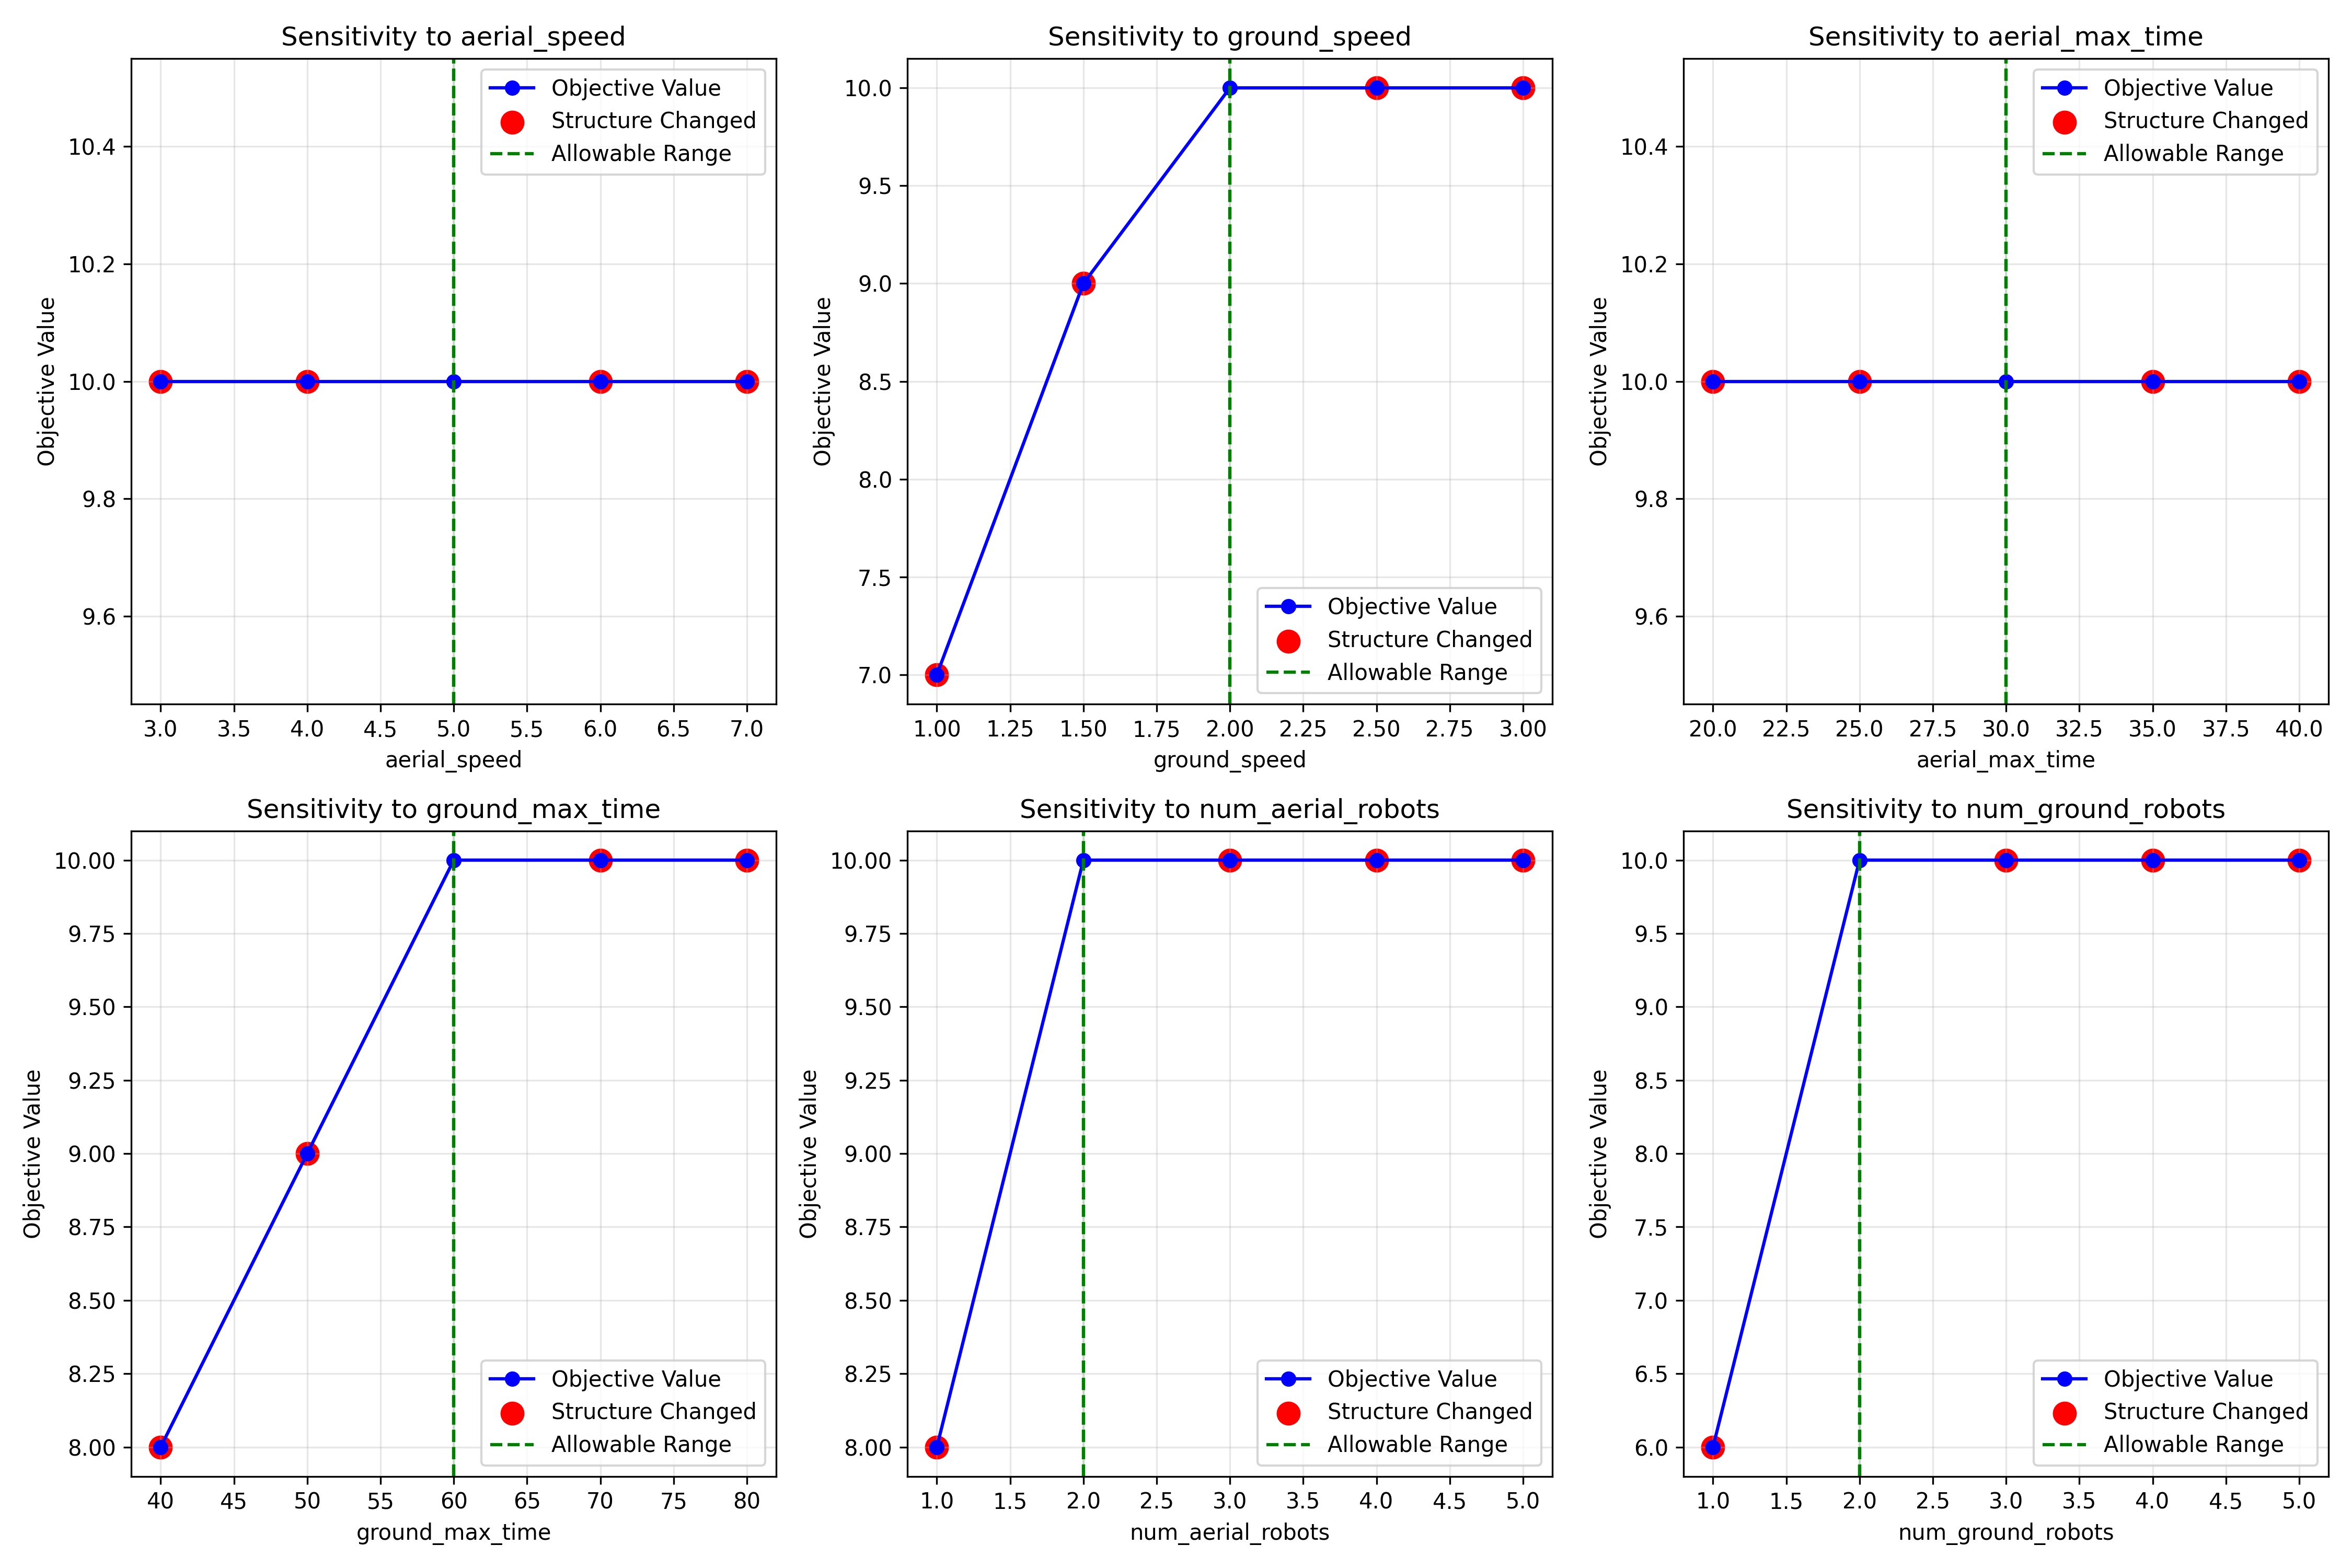 Sensitivity to aerial_speed
Objective Value
Structure Changed
Allowable Range
10.4
10.2
10.0
9.8
9.6
Objective Value
3.0 3.5 4.0 4.5 5.0 5.5 6.0 6.5 7.0
aerial_speed
Sensitivity to ground_speed
10.0
9.5
9.0
8.5
8.0
7.5
7.0
Objective Value
Objective Value
Structure Changed
Allowable Range
1.00 1.25 1.50 1.75 2.00 2.25 2.50 2.75 3.00
ground_speed
Sensitivity to aerial_max_time
Objective Value
Structure Changed
Allowable Range
10.4
10.2
10.0
9.8
9.6
Objective Value
20.0 22.5 25.0 27.5 30.0 32.5 35.0 37.5 40.0
aerial_max_time
Sensitivity to ground_max_time
10.00
9.75
9.50
9.25
9.00
8.75
8.50
8.25
8.00
Objective Value
Objective Value
Structure Changed
Allowable Range
40 45 50 55 60 65 70 75 80
ground_max_time
Sensitivity to num_aerial_robots
10.00
9.75
9.50
9.25
9.00
8.75
8.50
8.25
8.00
Objective Value
Objective Value
Structure Changed
Allowable Range
1.0 1.5 2.0 2.5 3.0 3.5 4.0 4.5 5.0
num_aerial_robots
Sensitivity to num_ground_robots
10.0
9.5
9.0
8.5
8.0
7.5
7.0
6.5
6.0
Objective Value
Objective Value
Structure Changed
Allowable Range
1.0 1.5 2.0 2.5 3.0 3.5 4.0 4.5 5.0
num_ground_robots